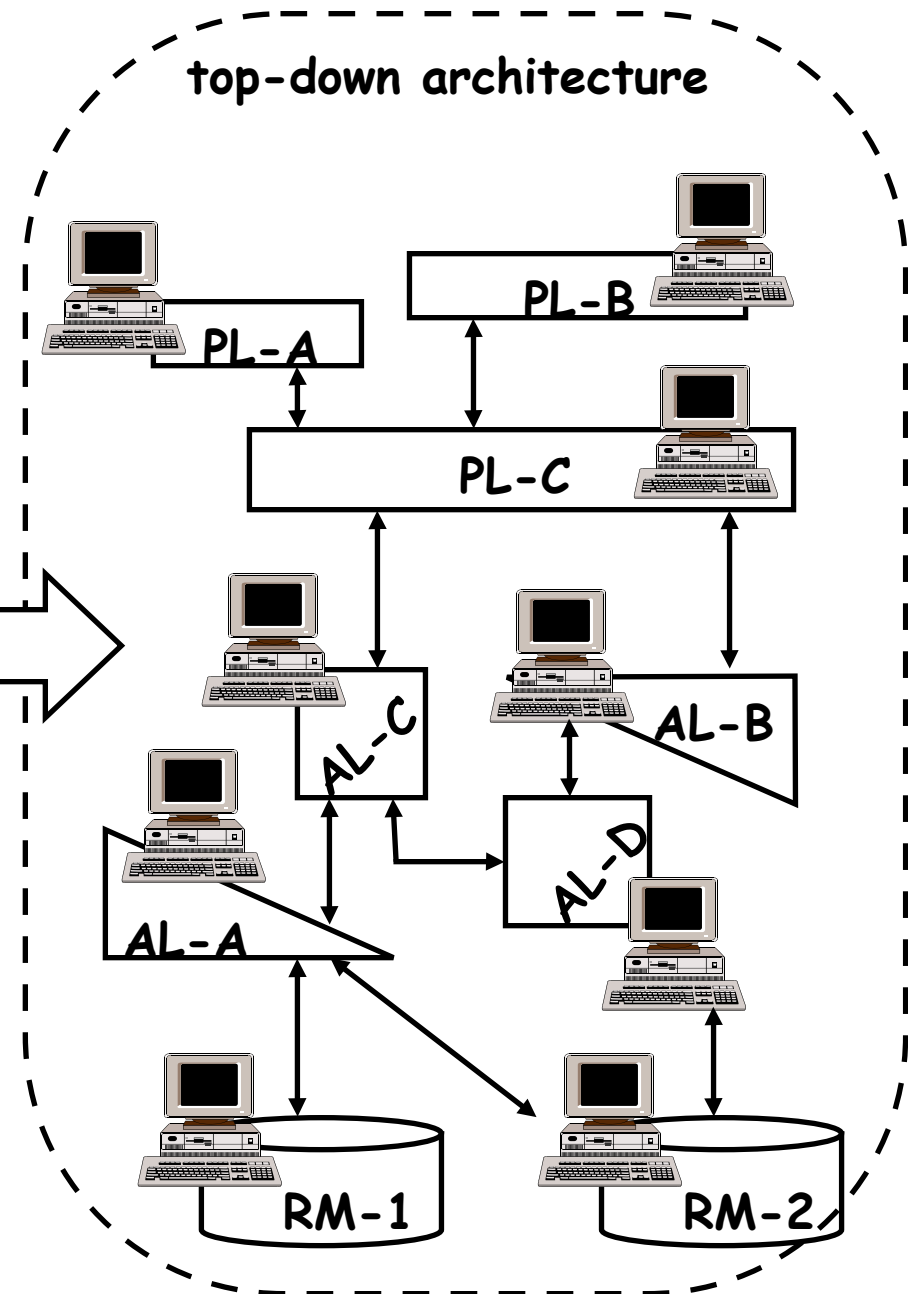 top-down architecture
PL-B
PL-A
PL-C
AL-C
AL-B
AL-D
AL-A
RM-1
RM-2